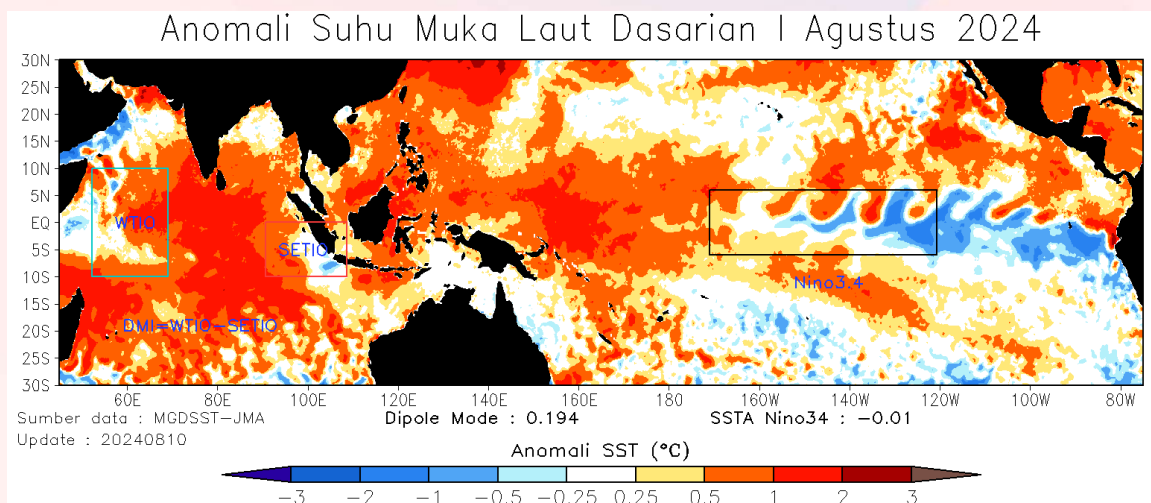 Anomali Suhu Muka Laut Dasarian I Agustus 2024
30N
25N
20N
15N
10N
5N
EQ
5S
10S
15S
20S
25S
30S
WTIO
SETIO
Nino3.4
DMI=WTIO-SETIO
60E 80E 100E 120E 140E 160E 180 160W 140W 120W 100W 80W
Sumber data : MGDSST-JMA
Dipole Mode : 0.194
SSTA Nino34 : -0.01
Update : 20240810
Anomali SST (°C)
-3 -2 -1 -0.5 -0.25 0.25 0.5 1 2 3